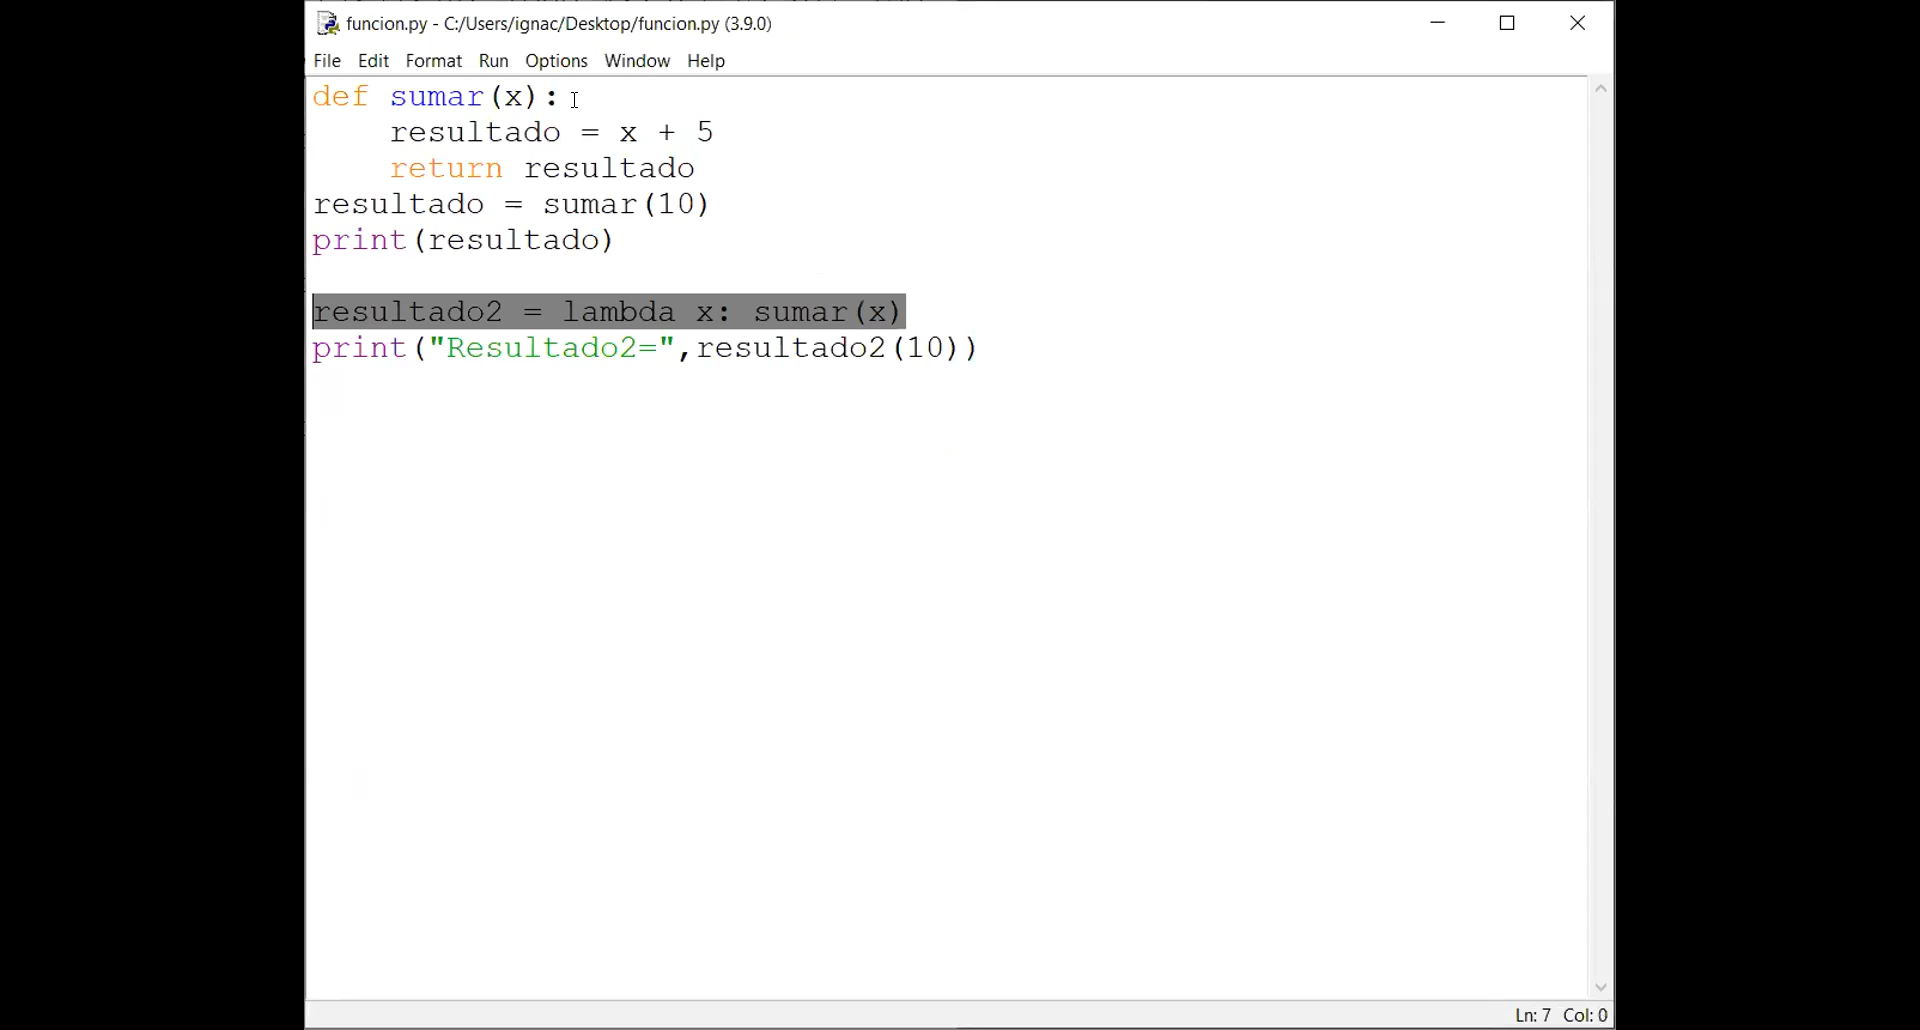 funcion.py - C:/Users/ignac/Desktop/funcion.py (3.9.0)
File Edit Format Run Options Window Help
def sumar(x):
    resultado = x + 5
    return resultado
resultado = sumar(10)
print(resultado)
resultado2 = lambda x: sumar(x)
print("Resultado2=",resultado2(10))
Ln: 7 Col: 0